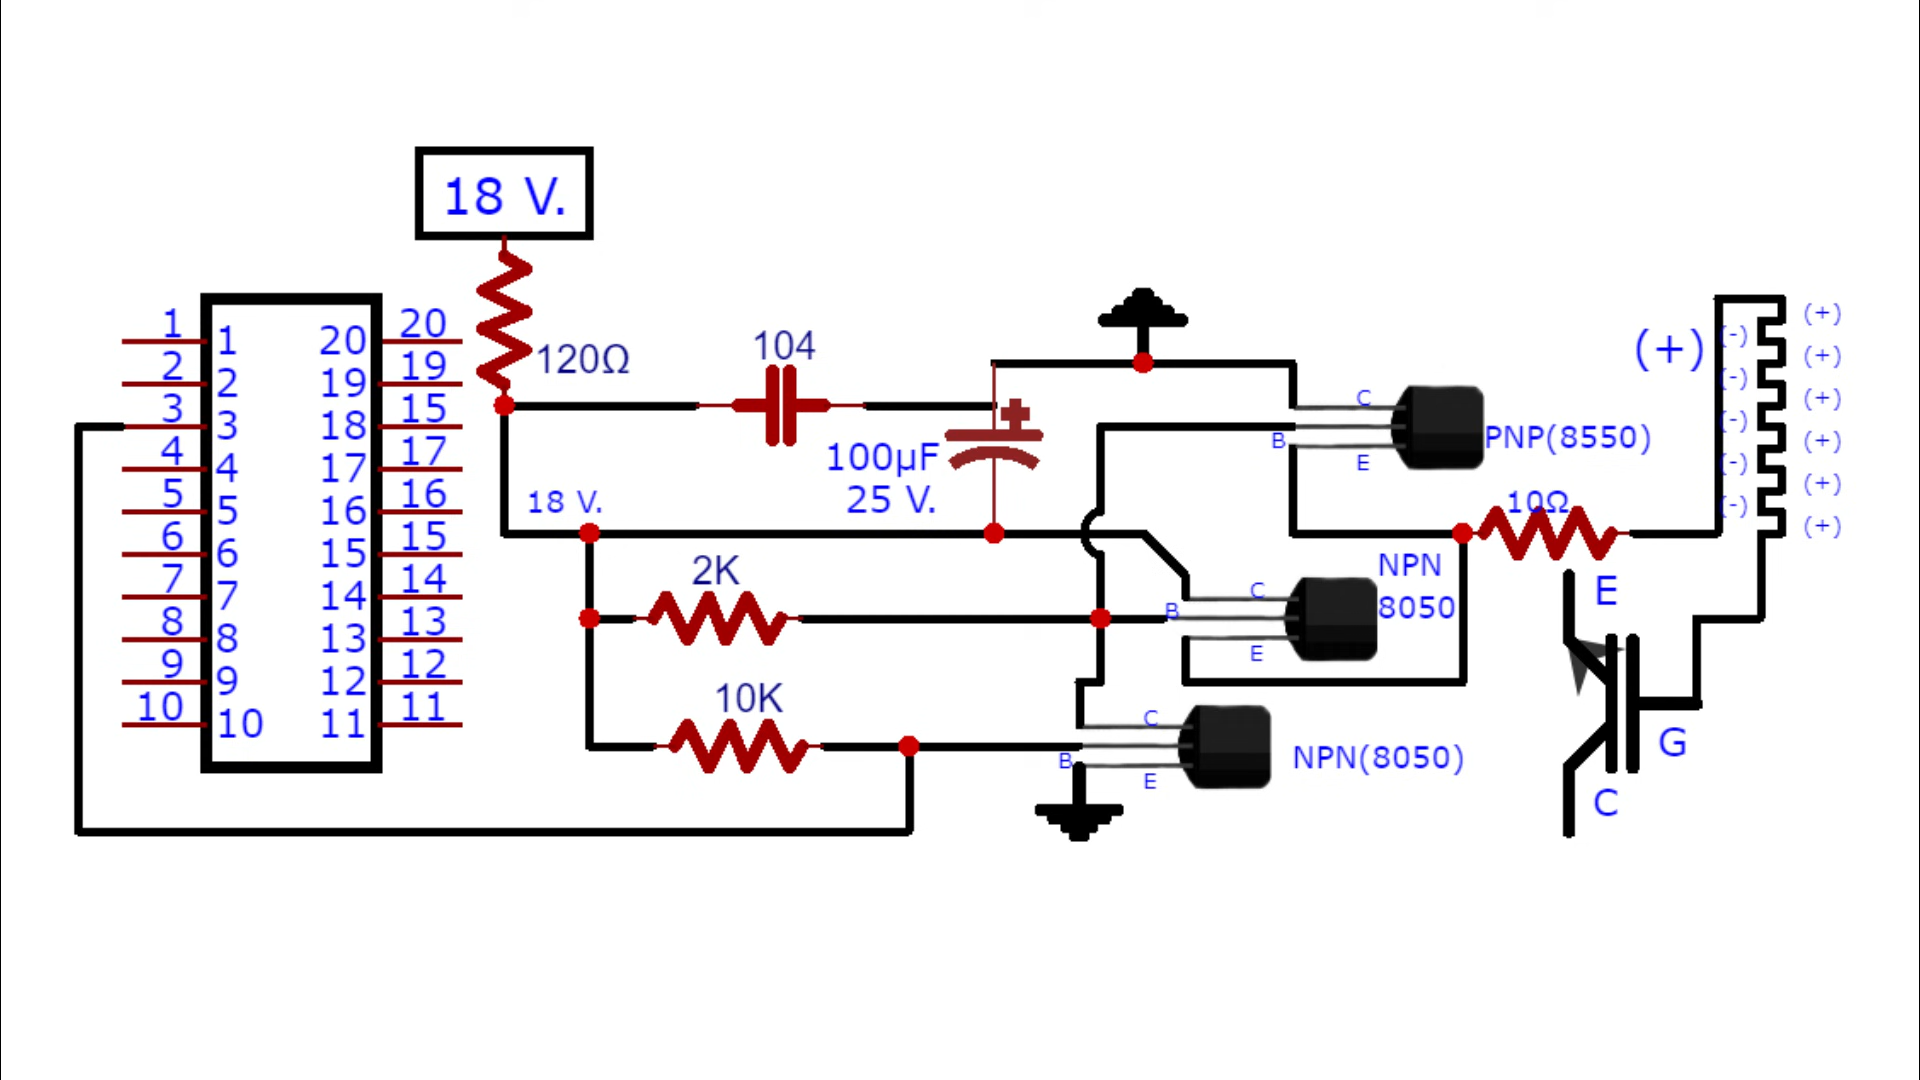 18 V.
120Ω
104
100µF
25 V.
18 V.
2K
10K
1
2
3
4
5
6
7
8
9
10
1 20
2 19
3 18
4 17
5 16
6 15
7 14
8 13
9 12
10 11
20
19
15
17
16
15
14
13
12
11
C
B
E
PNP(8550)
10Ω
C
B
E
NPN
8050
C
B
E
NPN(8050)
(+)
(-)
(-)
(-)
(-)
(-)
(+)
(+)
(+)
(+)
(+)
(+)
E
G
C